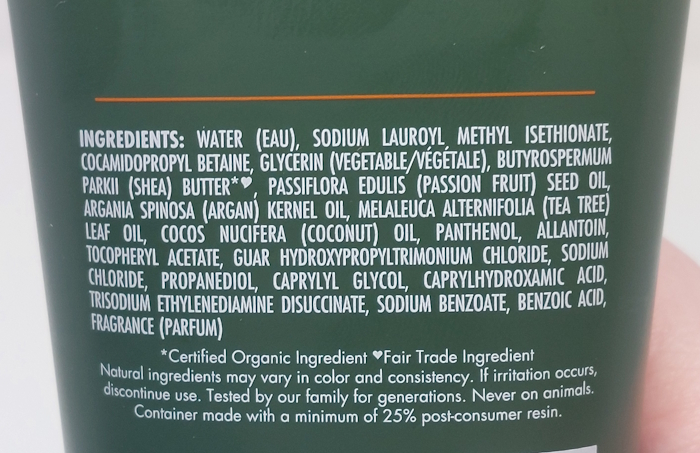 INGREDIENTS: WATER (EAU), SODIUM LAUROYL METHYL ISETHIONATE,
COCAMIDOPROPYL BETAINE, GLYCERIN (VEGETABLE/VÉGÉTALE), BUTYROSPERMUM
PARKII (SHEA) BUTTER*♥, PASSIFLORA EDULIS (PASSION FRUIT) SEED OIL,
ARGANIA SPINOSA (ARGAN) KERNEL OIL, MELALEUCA ALTERNIFOLIA (TEA TREE)
LEAF OIL, COCOS NUCIFERA (COCONUT) OIL, PANTHENOL, ALLANTOIN,
TOCOPHERYL ACETATE, GUAR HYDROXYPROPYLTRIMONIUM CHLORIDE, SODIUM
CHLORIDE, PROPANEDIOL, CAPRYLYL GLYCOL, CAPRYLHYDROXAMIC ACID,
TRISODIUM ETHYLENEDIAMINE DISUCCINATE, SODIUM BENZOATE, BENZOIC ACID,
FRAGRANCE (PARFUM)
*Certified Organic Ingredient ♥Fair Trade Ingredient
Natural ingredients may vary in color and consistency. If irritation occurs,
discontinue use. Tested by our family for generations. Never on animals.
Container made with a minimum of 25% post-consumer resin.